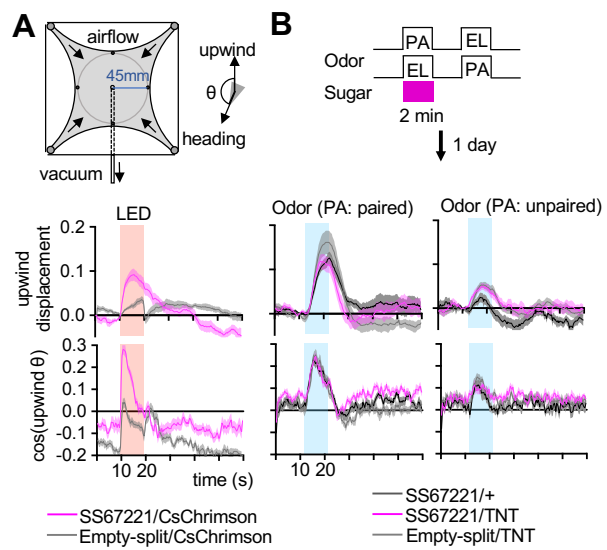 A
airflow
45mm
upwind
θ
heading
vacuum
B
Odor
PA
EL
EL
PA
Sugar
2 min
1 day
LED
Odor (PA: paired)
Odor (PA: unpaired)
upwind
displacement
0.2
0.1
0.0
cos(upwind θ)
0.3
0.2
0.1
0.0
-0.1
-0.2
10 20
time (s)
10 20
SS67221/CsChrimson
Empty-split/CsChrimson
SS67221/+
SS67221/TNT
Empty-split/TNT